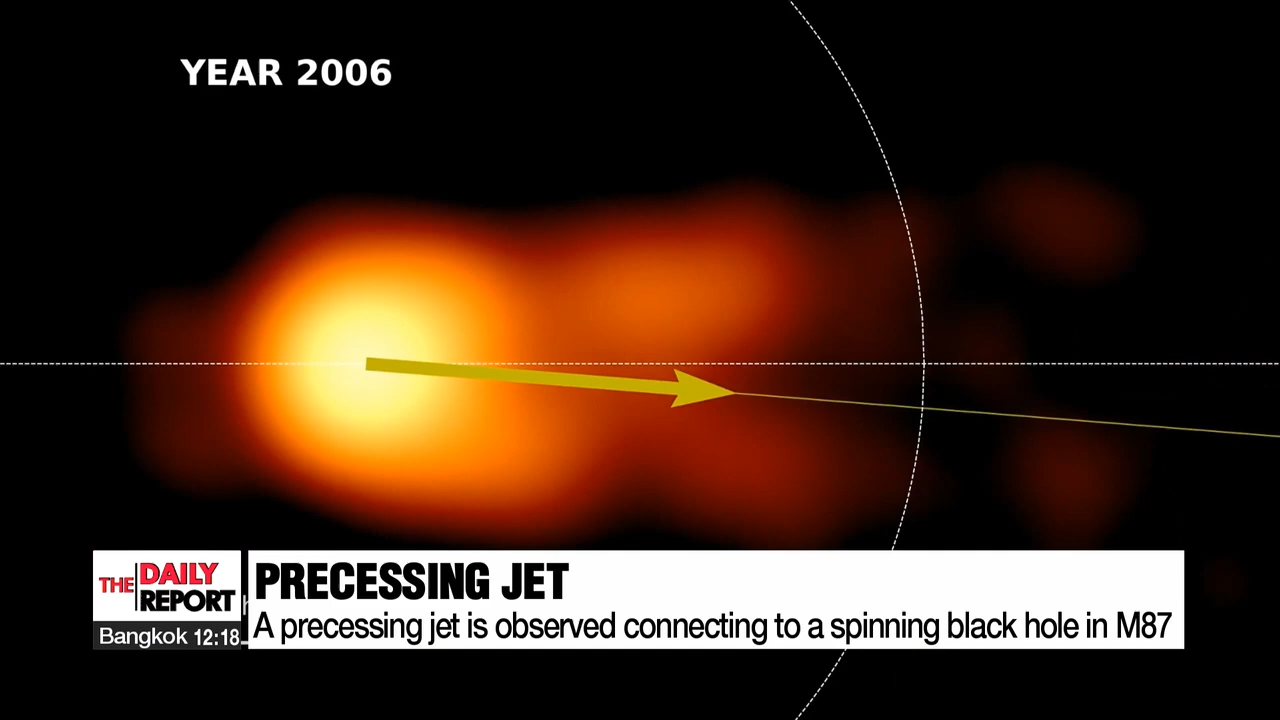 YEAR 2006
THE DAILY REPORT
PRECESSING JET
A precessing jet is observed connecting to a spinning black hole in M87
Bangkok 12:18